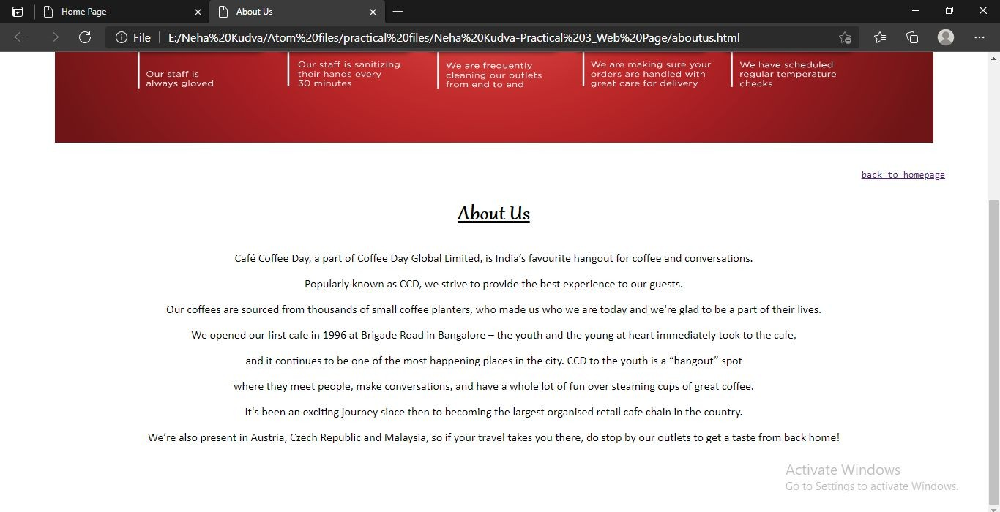 Home Page
About Us
File
E:/Neha%20Kudva/Atom%20files/practical%20files/Neha%20Kudva-Practical%203_Web%20Page/aboutus.html
Our staff is
always gloved
Our staff is sanitizing
their hands every
30 minutes
We are frequently
cleaning our outlets
from end to end
We are making sure your
orders are handled with
great care for delivery
We have scheduled
regular temperature
checks
back to homepage
About Us
Café Coffee Day, a part of Coffee Day Global Limited, is India’s favourite hangout for coffee and conversations.
Popularly known as CCD, we strive to provide the best experience to our guests.
Our coffees are sourced from thousands of small coffee planters, who made us who we are today and we're glad to be a part of their lives.
We opened our first cafe in 1996 at Brigade Road in Bangalore – the youth and the young at heart immediately took to the cafe,
and it continues to be one of the most happening places in the city. CCD to the youth is a “hangout” spot
where they meet people, make conversations, and have a whole lot of fun over steaming cups of great coffee.
It's been an exciting journey since then to becoming the largest organised retail cafe chain in the country.
We’re also present in Austria, Czech Republic and Malaysia, so if your travel takes you there, do stop by our outlets to get a taste from back home!
Activate Windows
Go to Settings to activate Windows.